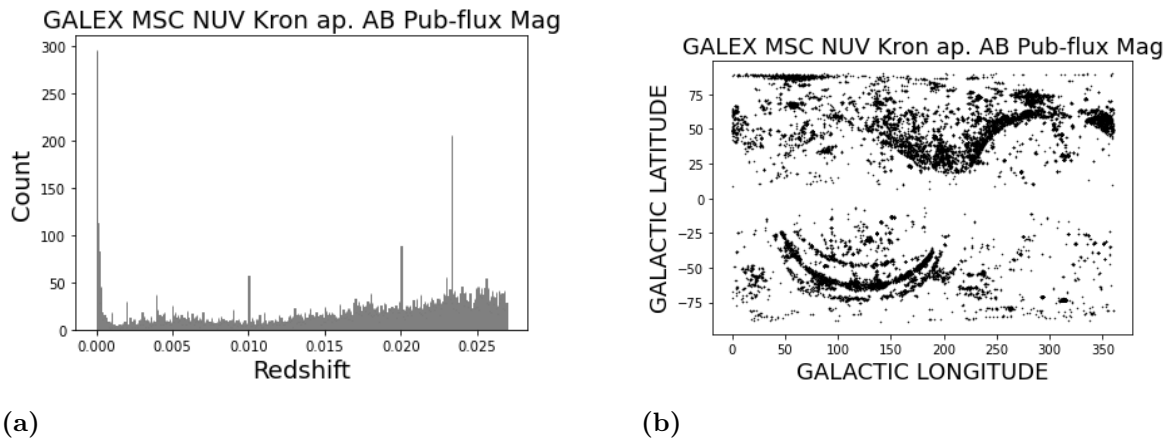 GALEX MSC NUV Kron ap. AB Pub-flux Mag
300
250
200
150
100
50
0
Count
0.000 0.005 0.010 0.015 0.020 0.025
Redshift
(a)
GALEX MSC NUV Kron ap. AB Pub-flux Mag
75
50
25
0
−25
−50
−75
GALACTIC LATITUDE
0 50 100 150 200 250 300 350
GALACTIC LONGITUDE
(b)